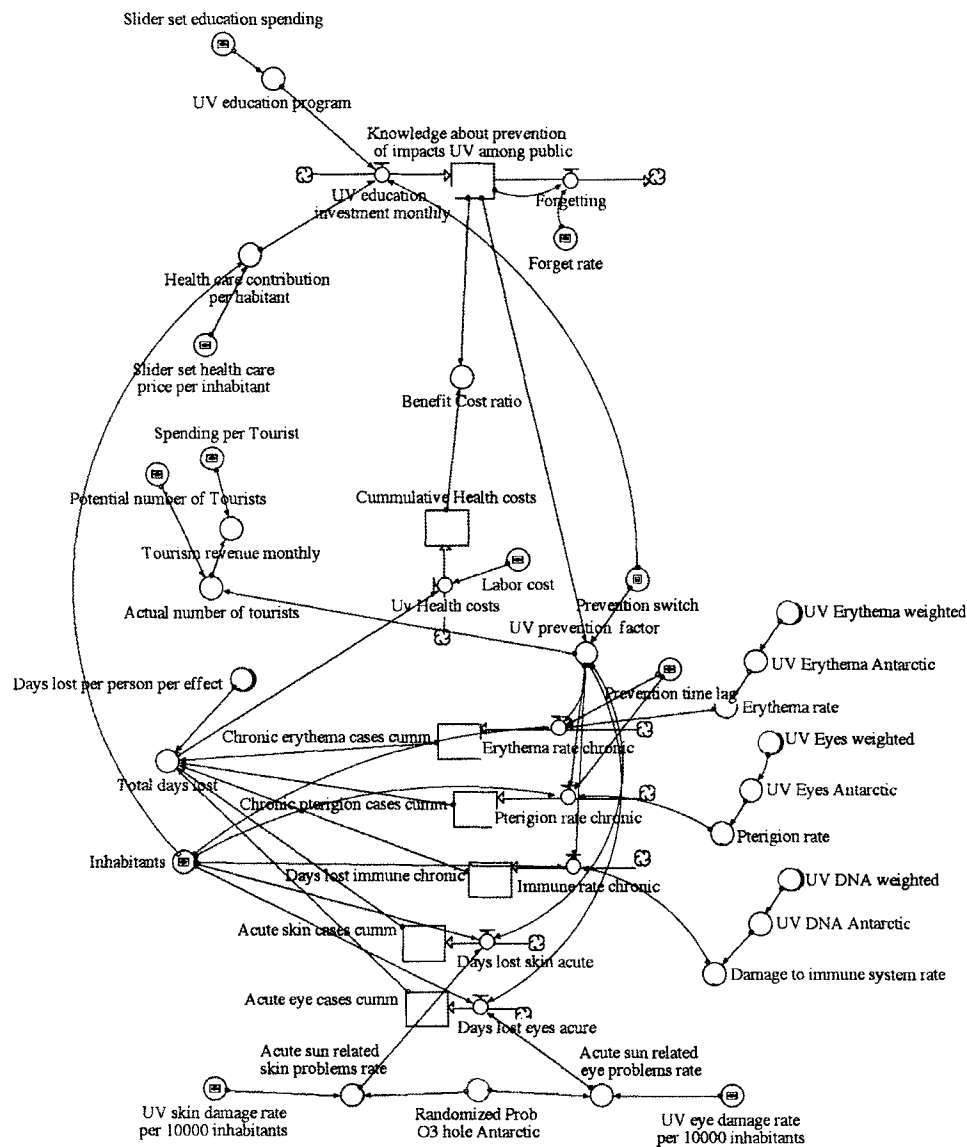 Slider set education spending
UV education program
Knowledge about prevention
of impacts UV among public
UV education
investment monthly
Forgetting
Forget rate
Health care contribution
per habitant
Slider set health care
price per inhabitant
Benefit Cost ratio
Spending per Tourist
Potential number of Tourists
Cummulative Health costs
Tourism revenue monthly
Labor cost
Actual number of tourists
Uv Health costs
Prevention switch
UV prevention factor
UV Erythema weighted
UV Erythema Antarctic
Days lost per person per effect
Prevention time lag
Erythema rate
Chronic erythema cases cumm
Erythema rate chronic
UV Eyes weighted
Total days lost
UV Eyes Antarctic
Chronic pterigion cases cumm
Pterigion rate chronic
Pterigion rate
Inhabitants
Days lost immune chronic
Immune rate chronic
UV DNA weighted
Acute skin cases cumm
UV DNA Antarctic
Days lost skin acute
Damage to immune system rate
Acute eye cases cumm
Days lost eyes acure
Acute sun related
skin problems rate
Acute sun related
eye problems rate
UV skin damage rate
per 10000 inhabitants
Randomized Prob
O3 hole Antarctic
UV eye damage rate
per 10000 inhabitants